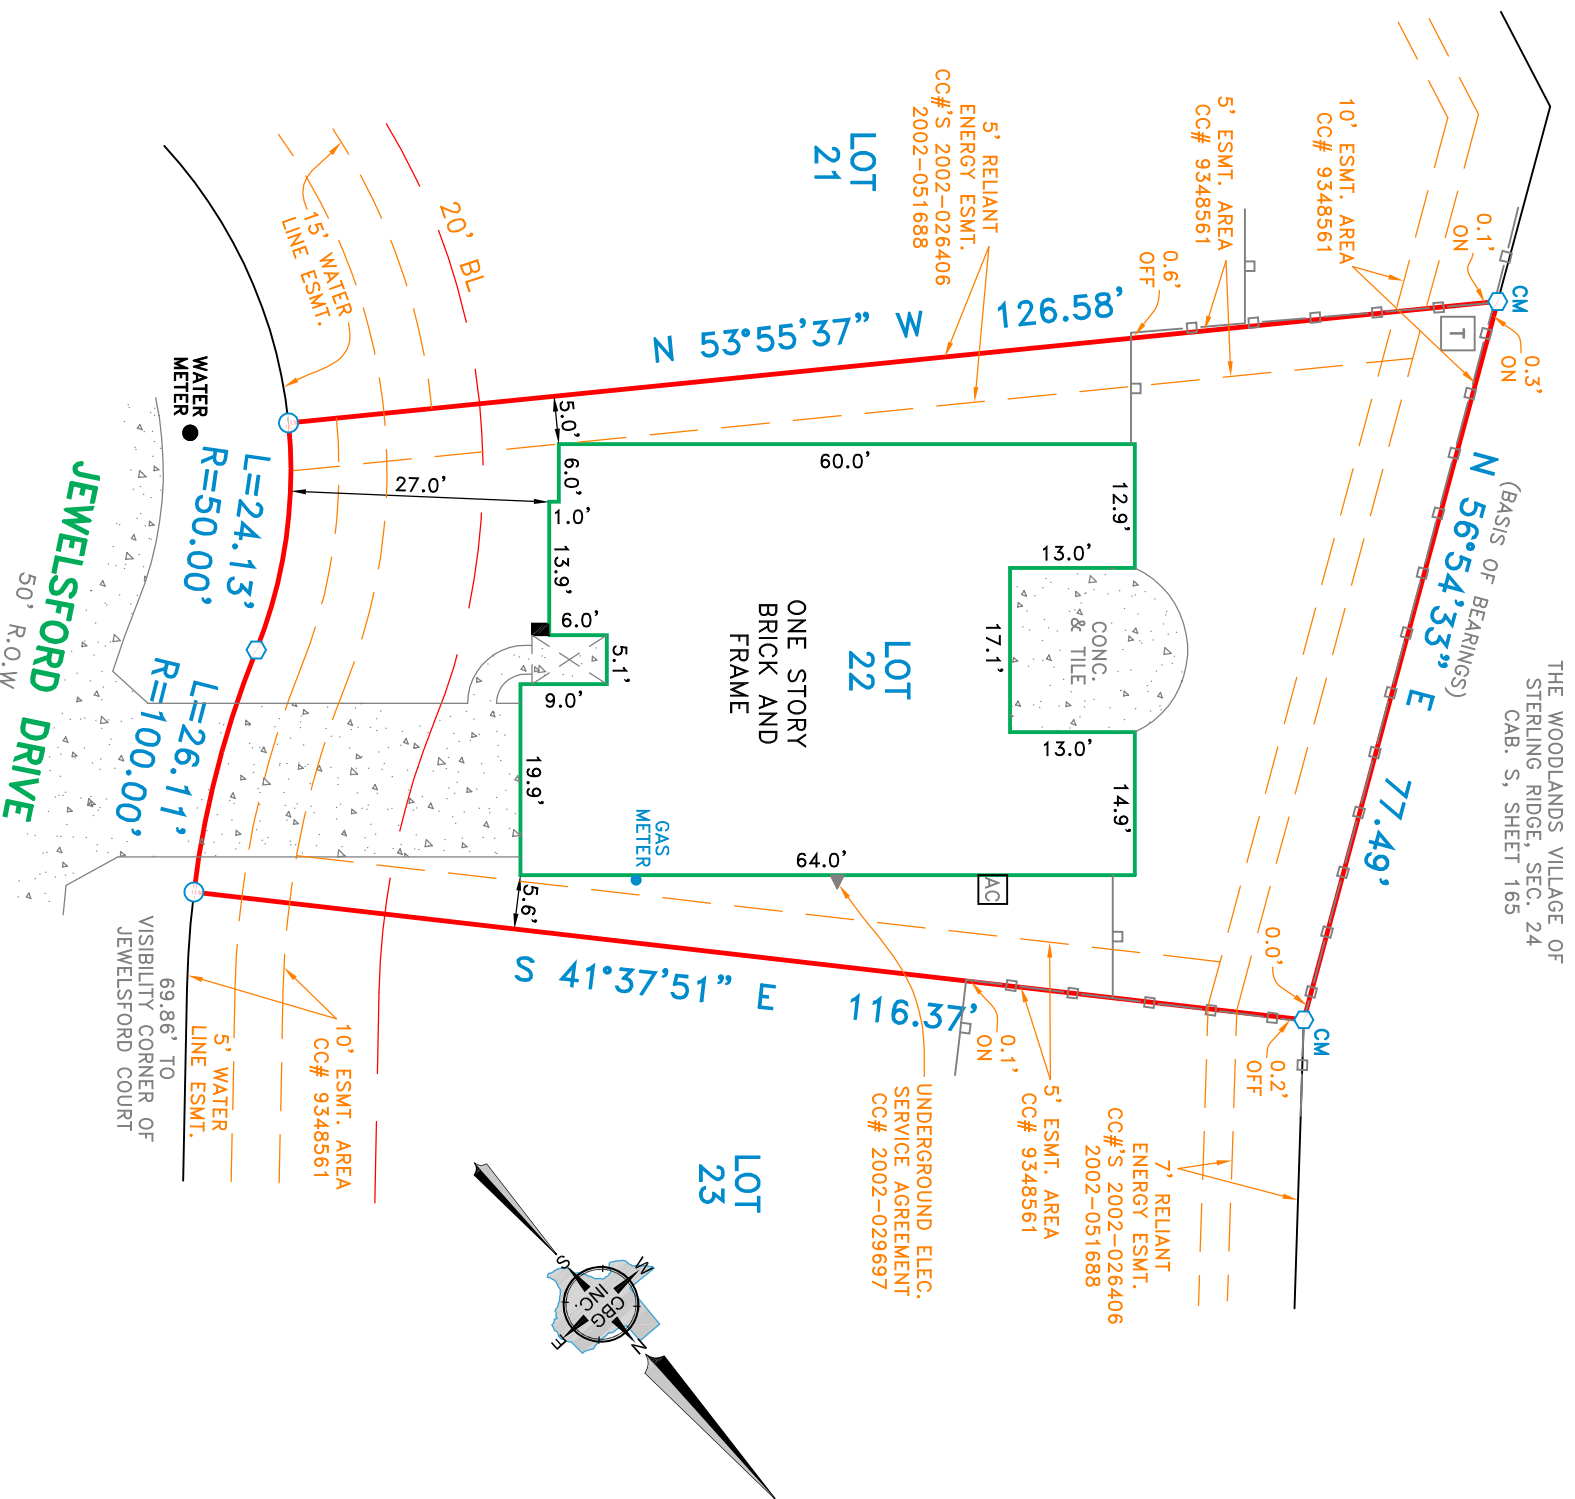 THE WOODLANDS VILLAGE OF
STERLING RIDGE, SEC. 24
CAB. S, SHEET 165
CM
0.1'
ON
0.3'
ON
T
10' ESMT. AREA
CC# 9348561
5' ESMT. AREA
CC# 9348561
0.6'
OFF
5' RELIANT
ENERGY ESMT.
CC#'S 2002-026406
2002-051688
LOT
21
N 53°55'37" W 126.58'
(BASIS OF BEARINGS)
N 56°54'33" E 77.49'
0.0'
CM
0.2'
OFF
7' RELIANT
ENERGY ESMT.
CC#'S 2002-026406
2002-051688
5' ESMT. AREA
CC# 9348561
0.1'
ON
UNDERGROUND ELEC.
SERVICE AGREEMENT
CC# 2002-029697
LOT
23
S 41°37'51" E 116.37'
12.9'
13.0'
CONC.
& TILE
17.1'
13.0'
14.9'
60.0'
LOT
22
ONE STORY
BRICK AND
FRAME
64.0'
AC
GAS
METER
5.0'
6.0'
1.0'
13.9'
6.0'
5.1'
9.0'
19.9'
5.6'
27.0'
20' BL
15' WATER
LINE ESMT.
WATER
METER
L=24.13'
R=50.00'
L=26.11'
R=100.00'
JEWELSFORD DRIVE
50' R.O.W
10' ESMT. AREA
CC# 9348561
5' WATER
LINE ESMT.
69.86' TO
VISIBILITY CORNER OF
JEWELSFORD COURT
N
S
E
W
CBG
INC.